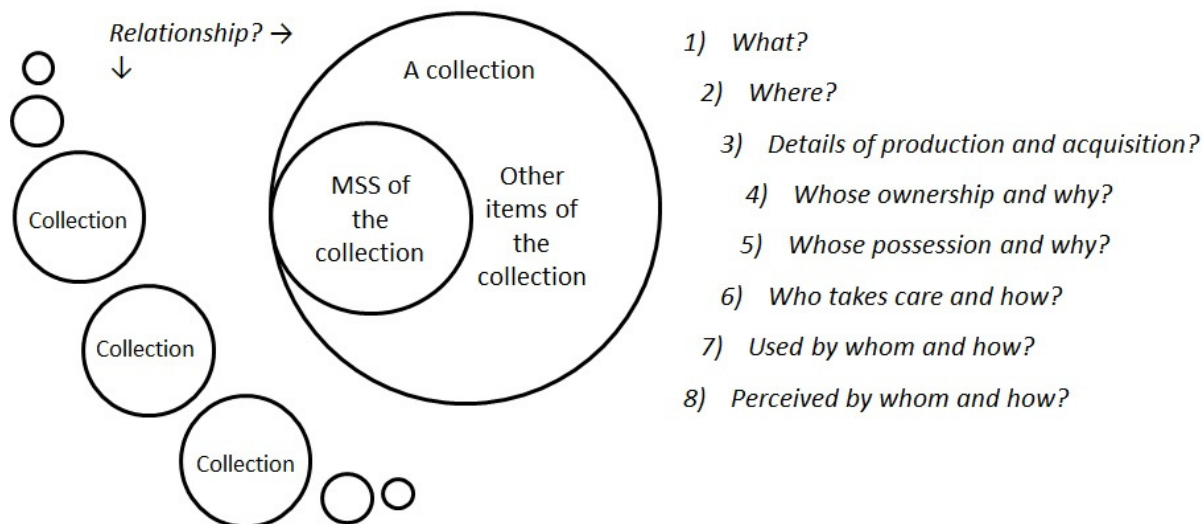 Relationship? →
↓
A collection
MSS of
the
collection
Other
items of
the
collection
Collection
Collection
Collection
1) What?
2) Where?
3) Details of production and acquisition?
4) Whose ownership and why?
5) Whose possession and why?
6) Who takes care and how?
7) Used by whom and how?
8) Perceived by whom and how?